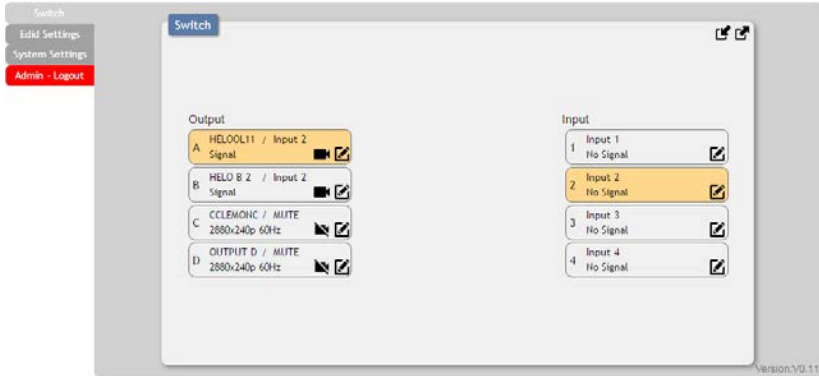 Switch
Edid Settings
System Settings
Admin - Logout
Switch
Output
A HELOOL11 / Input 2
Signal
B HELO B 2 / Input 2
Signal
C CCLEMONC / MUTE
2880x240p 60Hz
D OUTPUT D / MUTE
2880x240p 60Hz
Input
1 Input 1
No Signal
2 Input 2
No Signal
3 Input 3
No Signal
4 Input 4
No Signal
Version:V0.11